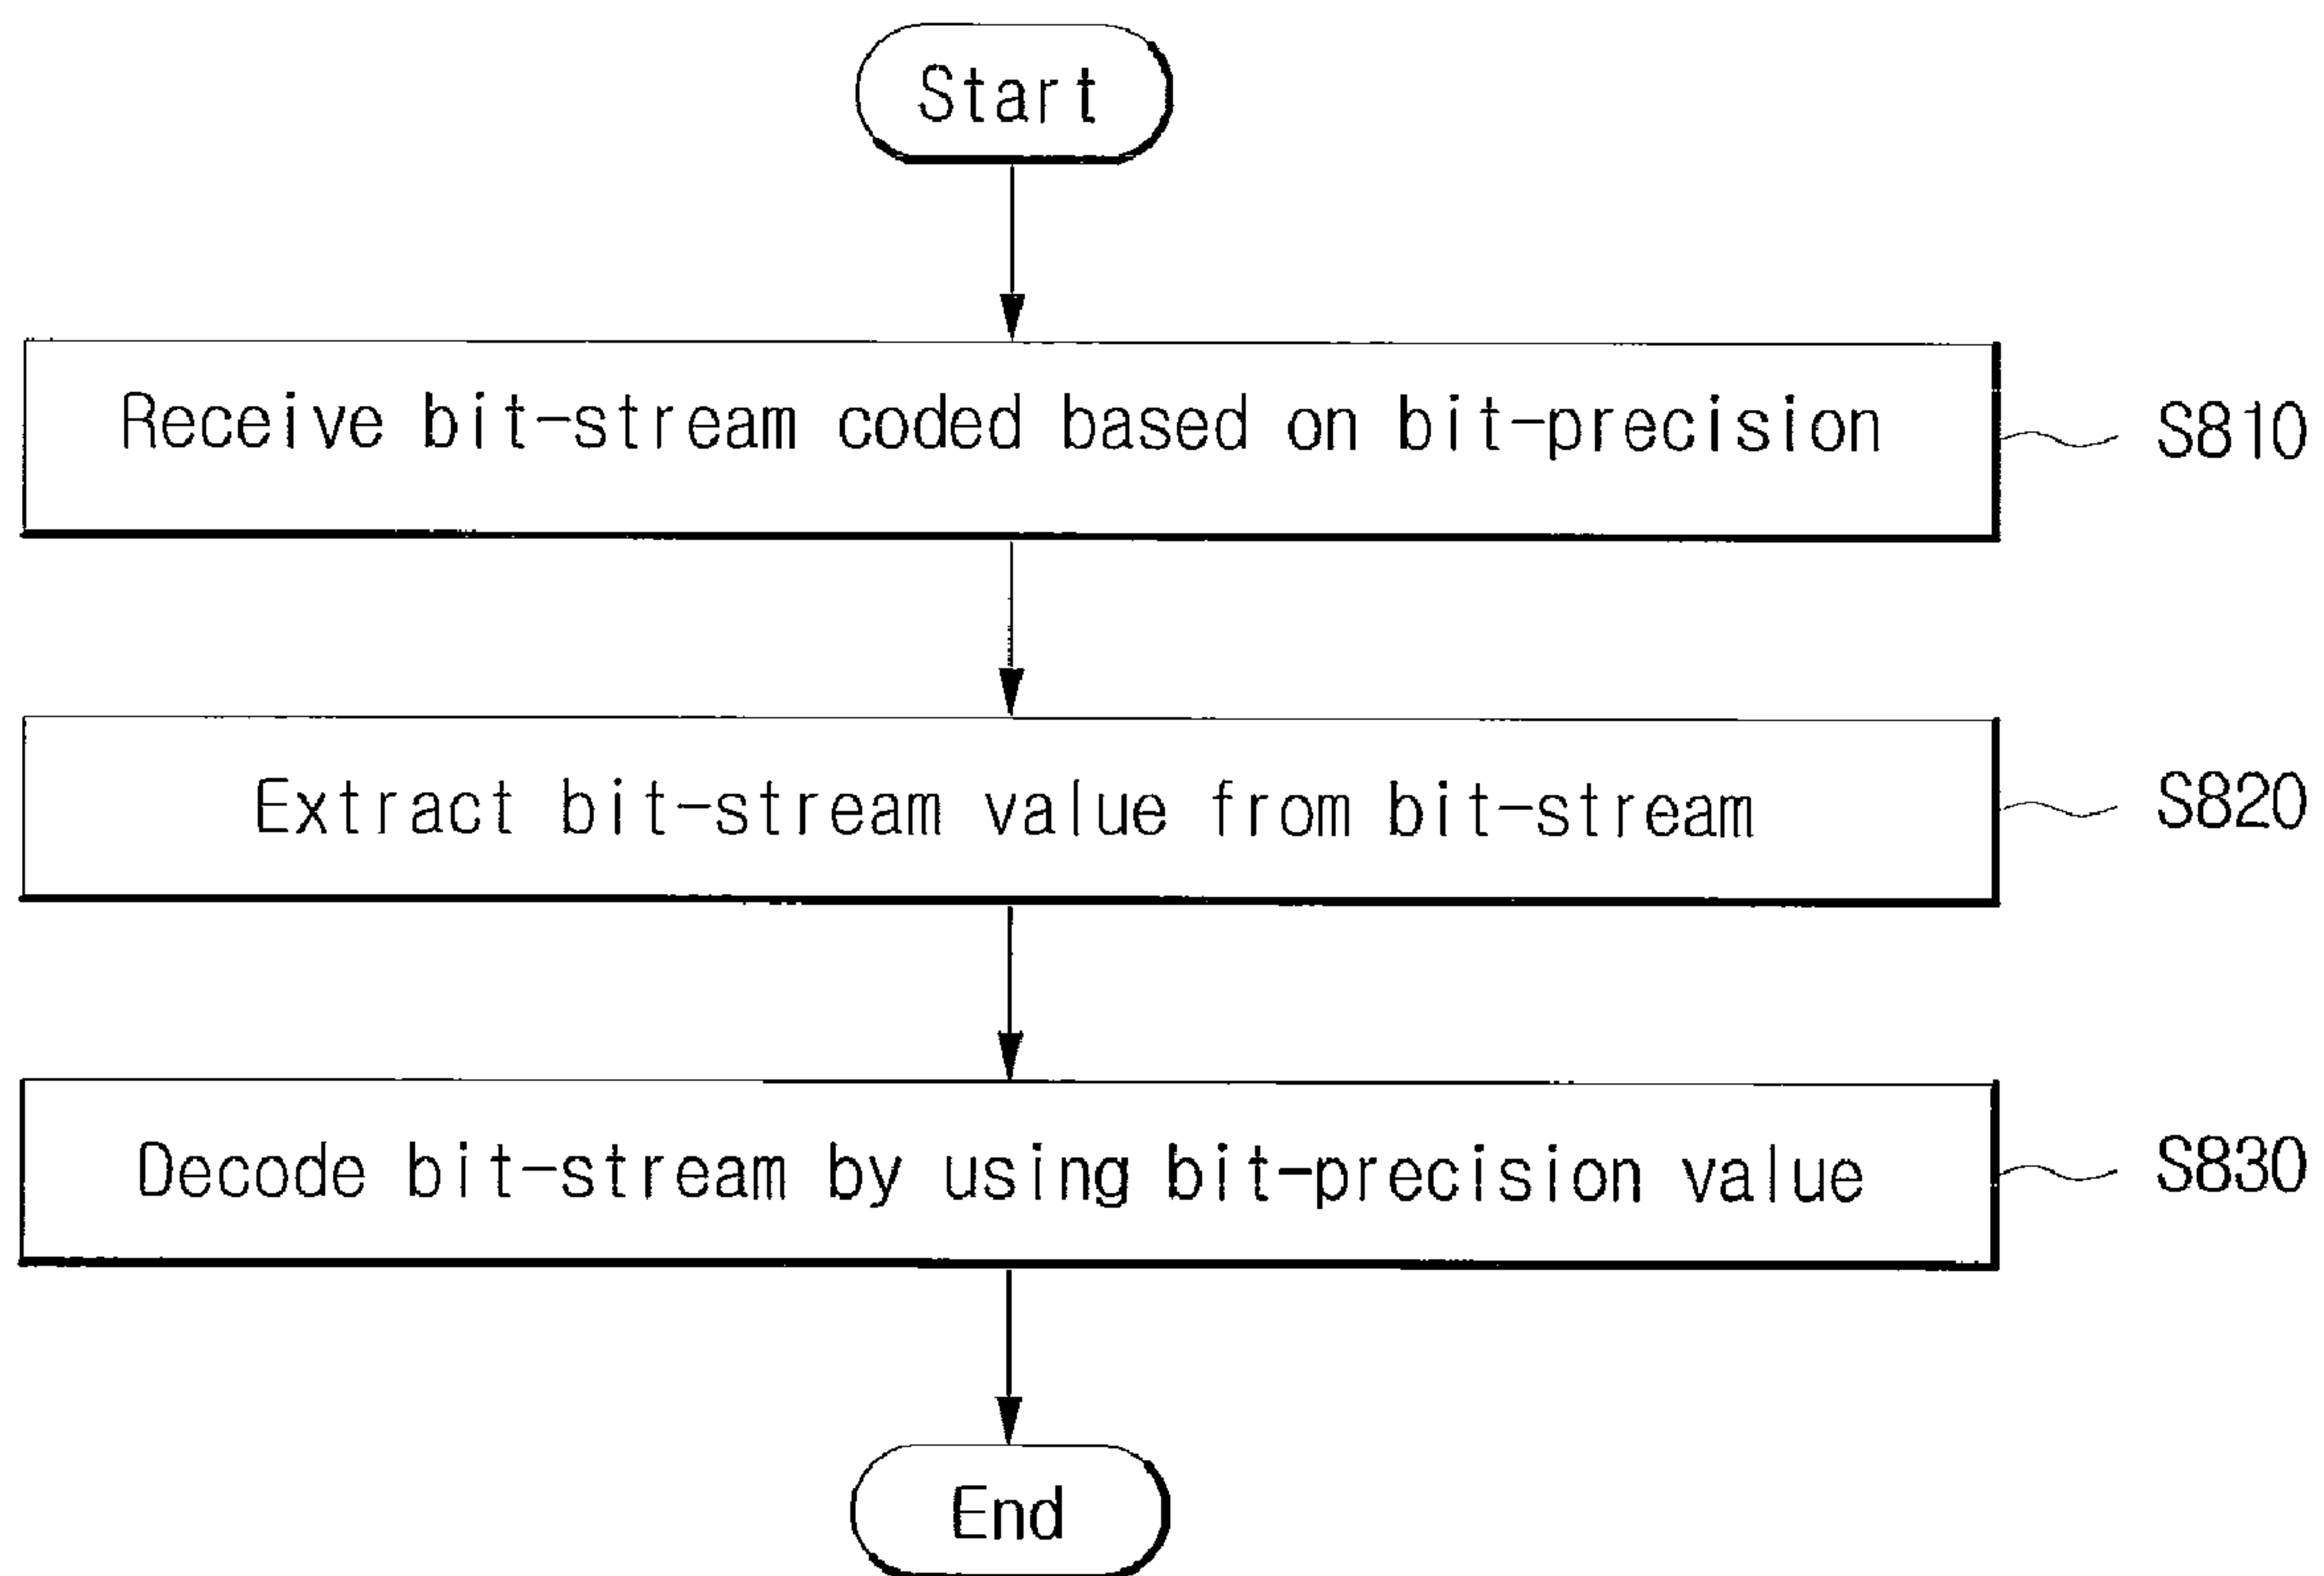 Start
Receive bit-stream coded based on bit-precision
S810
Extract bit-stream value from bit-stream
S820
Decode bit-stream by using bit-precision value
S830
End